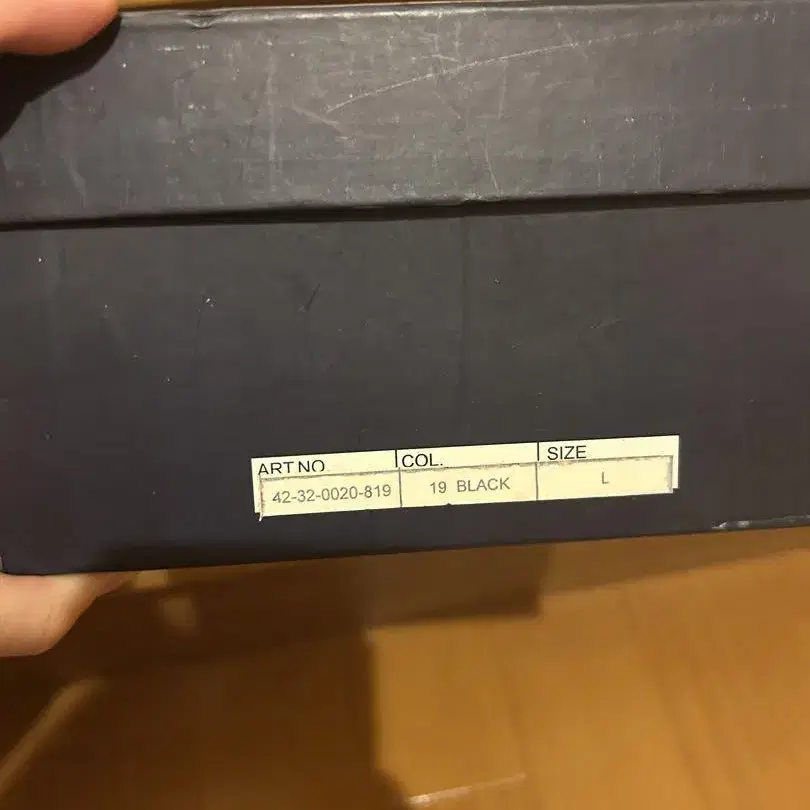 ART NO. COL. SIZE
42-32-0020-819 19 BLACK L